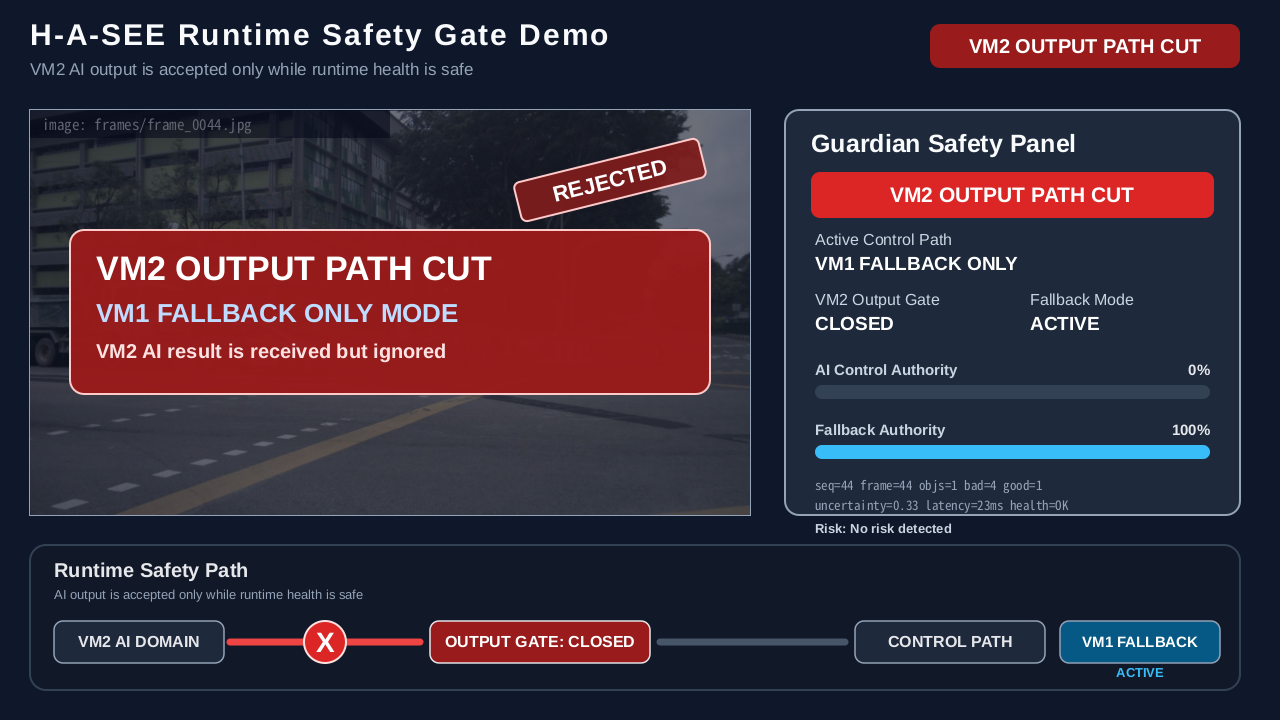 H-A-SEE Runtime Safety Gate Demo
VM2 AI output is accepted only while runtime health is safe
VM2 OUTPUT PATH CUT
image: frames/frame_0044.jpg
REJECTED
VM2 OUTPUT PATH CUT
VM1 FALLBACK ONLY MODE
VM2 AI result is received but ignored
Guardian Safety Panel
VM2 OUTPUT PATH CUT
Active Control Path
VM1 FALLBACK ONLY
VM2 Output Gate
CLOSED
Fallback Mode
ACTIVE
AI Control Authority 0%
Fallback Authority 100%
seq=44 frame=44 objs=1 bad=4 good=1
uncertainty=0.33 latency=23ms health=OK
Risk: No risk detected
Runtime Safety Path
AI output is accepted only while runtime health is safe
VM2 AI DOMAIN
X
OUTPUT GATE: CLOSED
CONTROL PATH
VM1 FALLBACK
ACTIVE